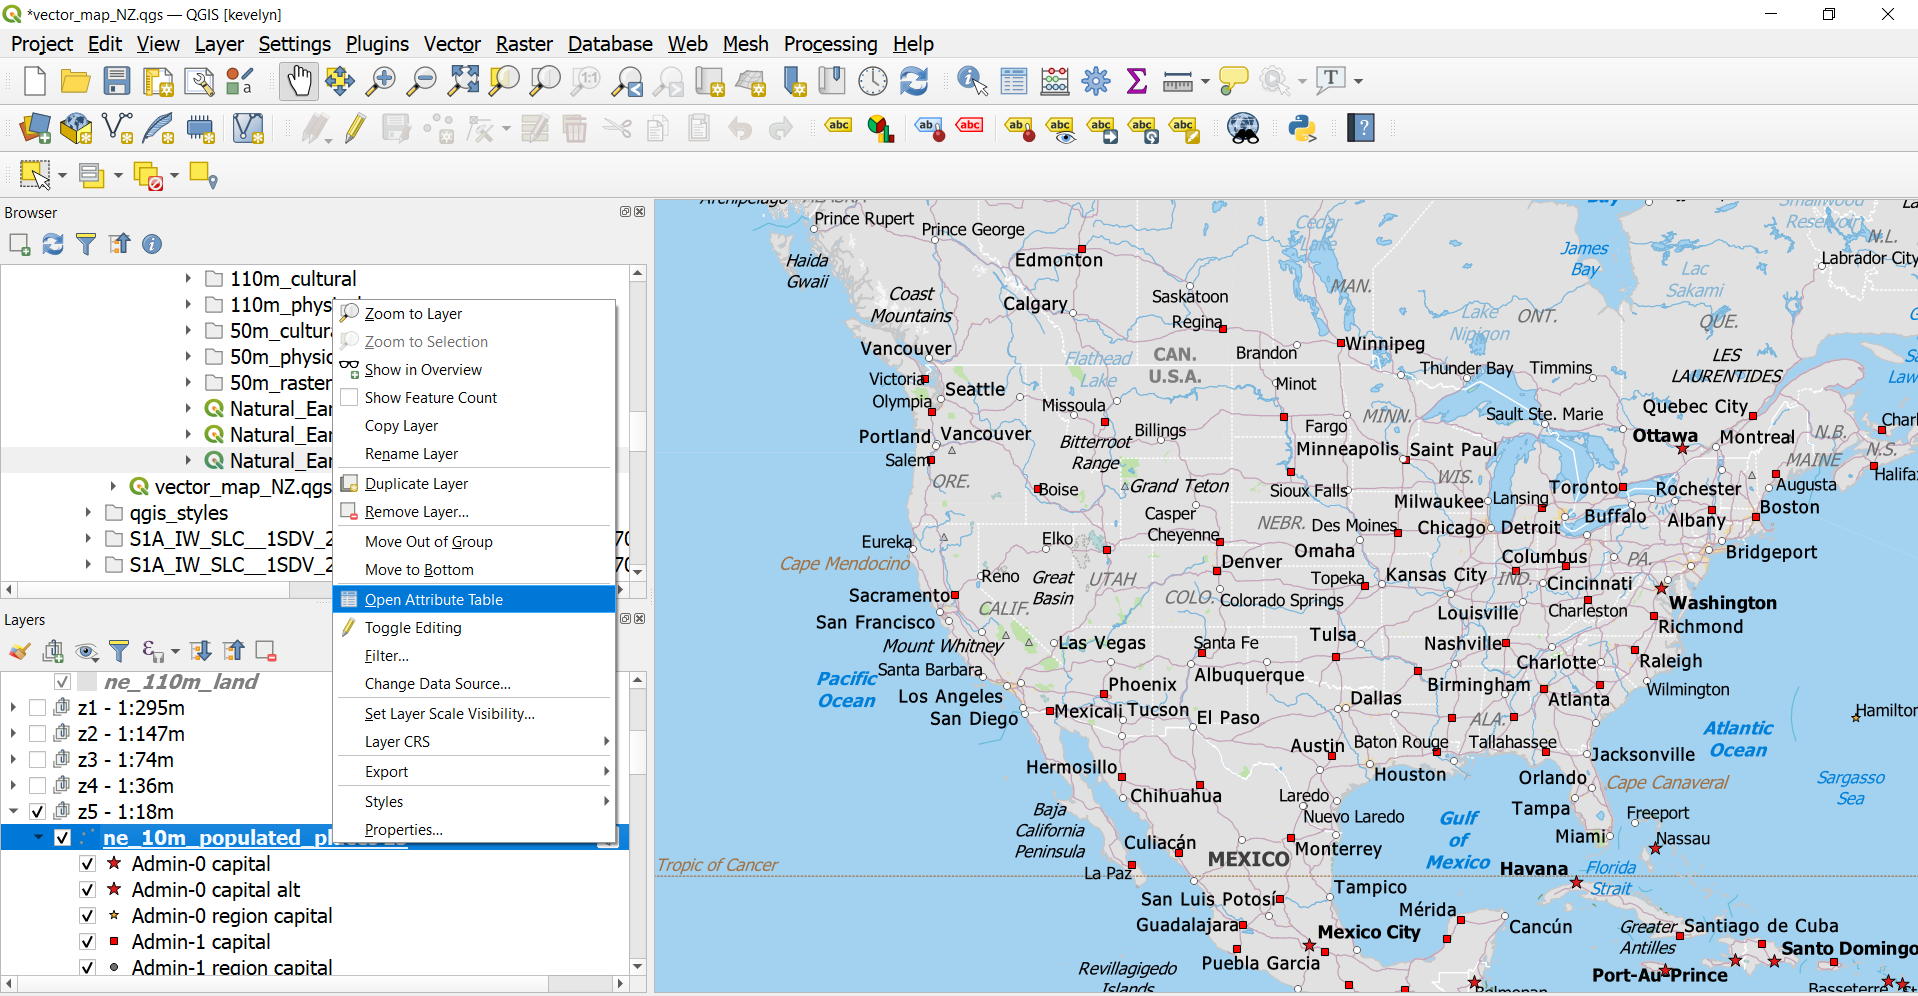 *vector_map_NZ.qgs — QGIS [kevelyn]
Project Edit View Layer Settings Plugins Vector Raster Database Web Mesh Processing Help
Browser
110m_cultural
110m_phys
50m_cultur
50m_physic
50m_raster
Natural_Ear
Natural_Ear
Natural_Ear
vector_map_NZ.qgs
qgis_styles
S1A_IW_SLC__1SDV_2
S1A_IW_SLC__1SDV_2
Zoom to Layer
Zoom to Selection
Show in Overview
Show Feature Count
Copy Layer
Rename Layer
Duplicate Layer
Remove Layer...
Move Out of Group
Move to Bottom
Open Attribute Table
Toggle Editing
Filter...
Change Data Source...
Set Layer Scale Visibility...
Layer CRS
Export
Styles
Properties...
Layers
ne_110m_land
z1 - 1:295m
z2 - 1:147m
z3 - 1:74m
z4 - 1:36m
z5 - 1:18m
ne_10m_populated_pl
Admin-0 capital
Admin-0 capital alt
Admin-0 region capital
Admin-1 capital
Admin-1 region capital
Archipelago
Prince Rupert
Prince George
Haida
Gwaii
Edmonton
Coast
Mountains
Calgary
Saskatoon
Regina
Cedar
Lake
MAN.
James
Bay
Bay
Smallwood
Reservoir
N.L.
Labrador City
Lac
Sakami
Lake
Nipigon
ONT.
QUE.
Vancouver
Victoria
Olympia
Seattle
Flathead
Lake
CAN.
U.S.A.
Brandon
Winnipeg
Minot
Thunder Bay
Timmins
LES
LAURENTIDES
Missoula
MINN.
Sault Ste. Marie
Quebec City
Portland
Vancouver
Salem
Bitterroot
Range
Billings
Fargo
Minneapolis
Saint Paul
Ottawa
Montreal
N.B.
N.S.
MAINE
Halifa
ORE.
Boise
Grand Teton
Casper
Cheyenne
Sioux Falls
WIS.
Milwaukee
Lansing
Toronto
Rochester
Augusta
Buffalo
Albany
Boston
NEBR.
Des Moines
Chicago
Detroit
Eureka
Cape Mendocino
Elko
Denver
Omaha
Columbus
PA.
Bridgeport
Reno
Great
Basin
UTAH
COLO.
Topeka
Kansas City
IND.
Cincinnati
Sacramento
CALIF.
Colorado Springs
Louisville
Charleston
Washington
San Francisco
Richmond
Mount Whitney
Las Vegas
Santa Fe
Tulsa
Nashville
Charlotte
Raleigh
Pacific
Ocean
Santa Barbara
Los Angeles
Phoenix
Albuquerque
Birmingham
Wilmington
San Diego
Mexicali
Tucson
El Paso
Dallas
Atlanta
ALA.
Atlantic
Ocean
Hamilton
Austin
Baton Rouge
Tallahassee
Jacksonville
Hermosillo
Houston
Orlando
Cape Canaveral
Sargasso
Sea
Chihuahua
Laredo
Tampa
Freeport
Baja
California
Peninsula
Nuevo Laredo
Gulf
of
Mexico
Miami
Nassau
Culiacán
MEXICO
Monterrey
Tropic of Cancer
La Paz
Havana
Florida
Strait
San Luis Potosí
Tampico
Guadalajara
Mérida
Cancún
Mexico City
Greater
Antilles
Santiago de Cuba
Santo Domingo
Puebla
Garcia
Revillagigedo
Islands
Port-Au-Prince
Basseterre
Belmopan